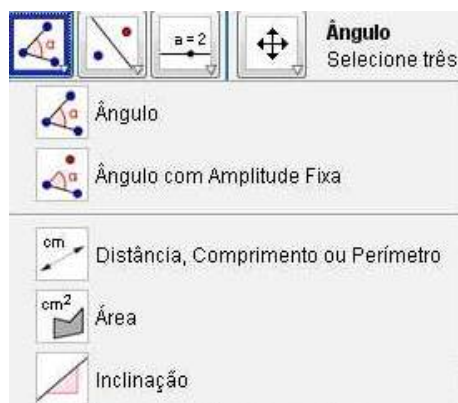 α
a = 2
Ângulo
Selecione três
α
Ângulo
α
Ângulo com Amplitude Fixa
cm
Distância, Comprimento ou Perímetro
cm²
Área
Inclinação